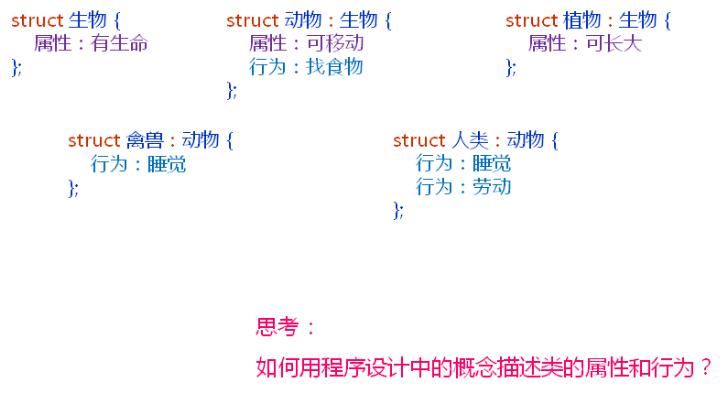 struct 生物 {
属性：有生命
};
struct 动物：生物 {
属性：可移动
行为：找食物
};
struct 植物：生物 {
属性：可长大
};
struct 禽兽：动物 {
行为：睡觉
};
struct 人类：动物 {
行为：睡觉
行为：劳动
};
思考：
如何用程序设计中的概念描述类的属性和行为？